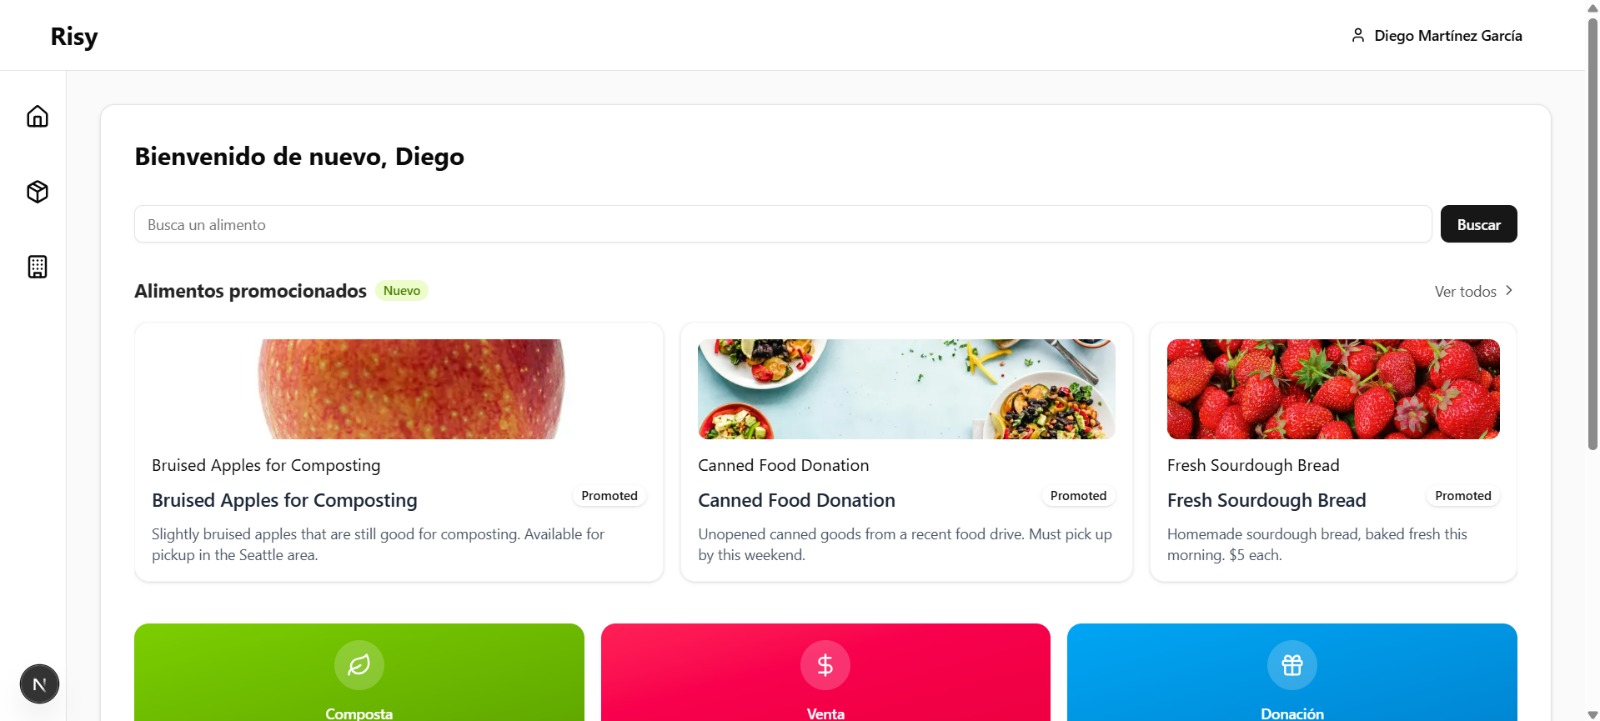 Risy
Diego Martínez García
Bienvenido de nuevo, Diego
Busca un alimento
Buscar
Alimentos promocionados Nuevo
Ver todos
Bruised Apples for Composting
Bruised Apples for Composting
Promoted
Slightly bruised apples that are still good for composting. Available for
pickup in the Seattle area.
Canned Food Donation
Canned Food Donation
Promoted
Unopened canned goods from a recent food drive. Must pick up
by this weekend.
Fresh Sourdough Bread
Fresh Sourdough Bread
Promoted
Homemade sourdough bread, baked fresh this
morning. $5 each.
Composta
Venta
Donación
N